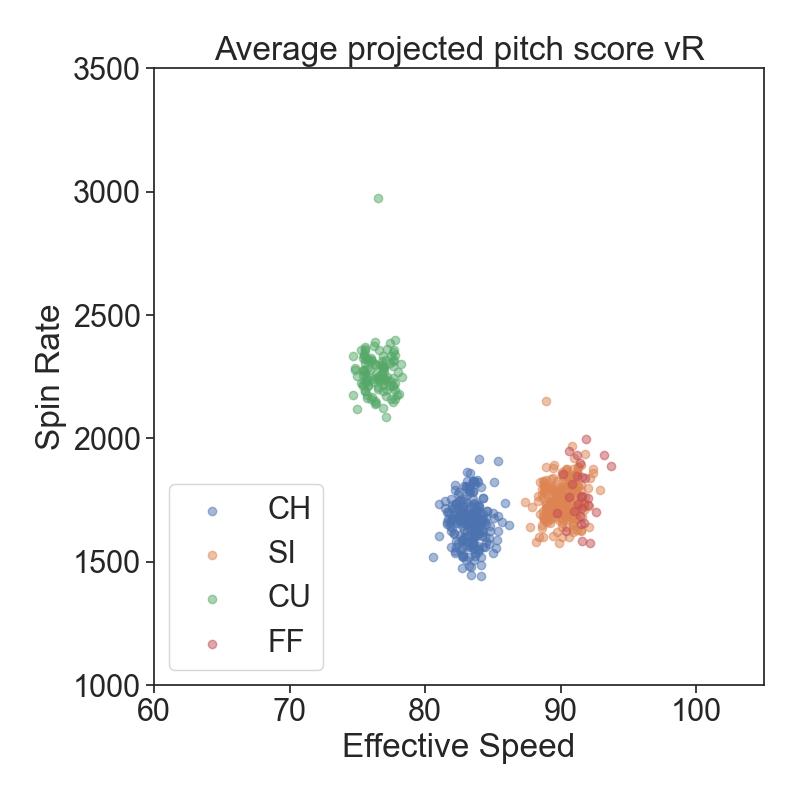 Average projected pitch score vR
3500
3000
2500
2000
1500
1000
Spin Rate
CH
SI
CU
FF
60
70
80
90
100
Effective Speed